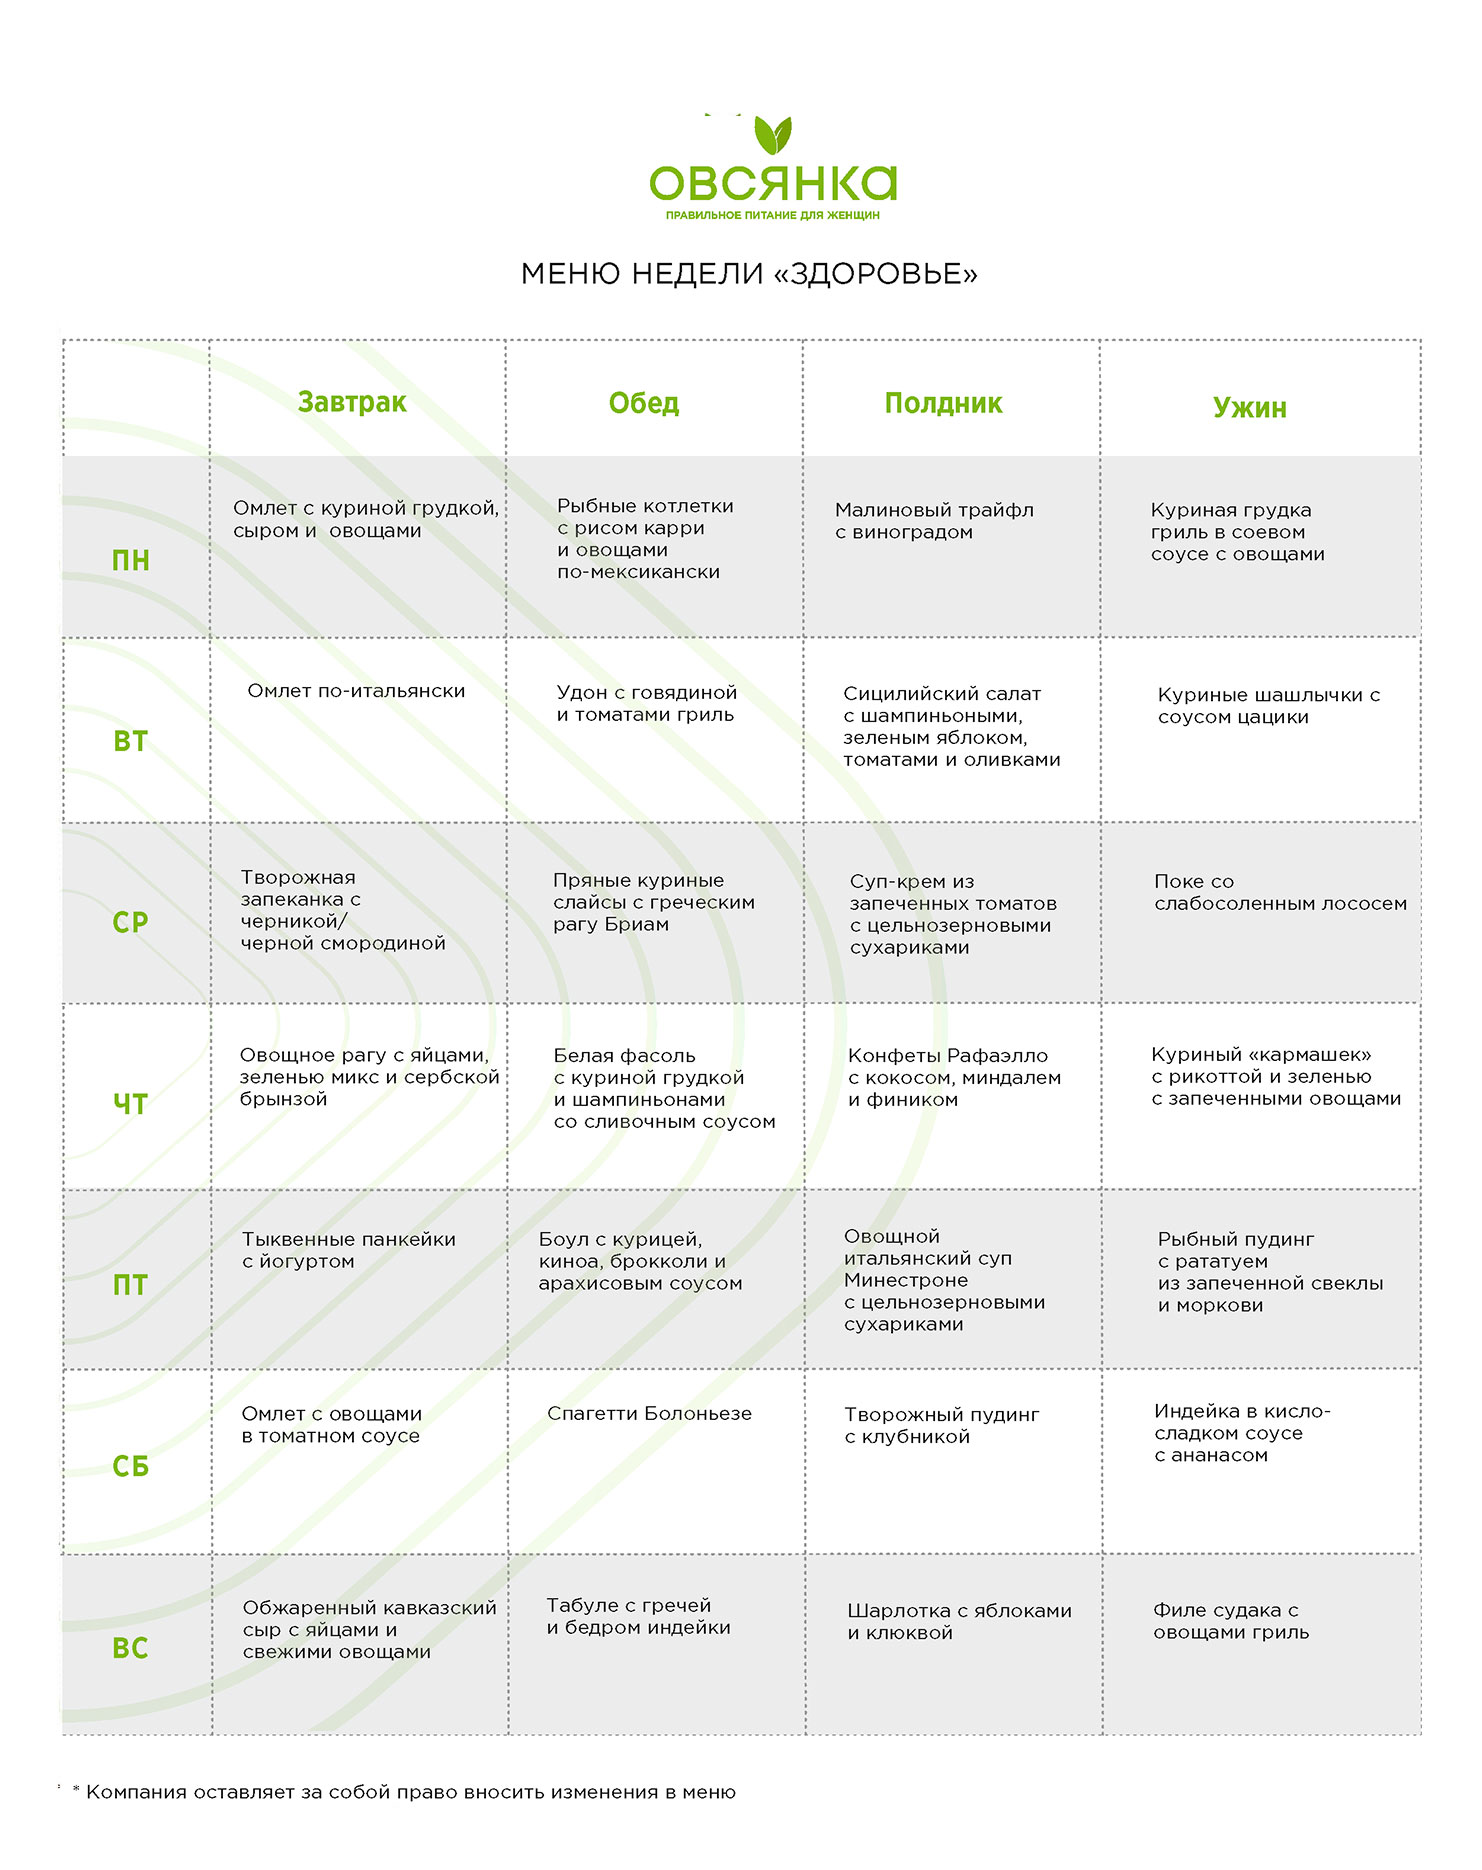 ОВСЯНКА
ПРАВИЛЬНОЕ ПИТАНИЕ ДЛЯ ЖЕНЩИН
МЕНЮ НЕДЕЛИ «ЗДОРОВЬЕ»
Завтрак
Обед
Полдник
Ужин
ПН
Омлет с куриной грудкой,
сыром и овощами
Рыбные котлетки
с рисом карри
и овощами
по-мексикански
Малиновый трайфл
с виноградом
Куриная грудка
гриль в соевом
соусе с овощами
ВТ
Омлет по-итальянски
Удон с говядиной
и томатами гриль
Сицилийский салат
с шампиньоными,
зеленым яблоком,
томатами и оливками
Куриные шашлычки с
соусом цацики
СР
Творожная
запеканка с
черникой/
черной смородиной
Пряные куриные
слайсы с греческим
рагу Бриам
Суп-крем из
запеченных томатов
с цельнозерновыми
сухариками
Поке со
слабосоленным лососем
ЧТ
Овощное рагу с яйцами,
зеленью микс и сербской
брынзой
Белая фасоль
с куриной грудкой
и шампиньонами
со сливочным соусом
Конфеты Рафаэлло
с кокосом, миндалем
и фиником
Куриный «кармашек»
с рикоттой и зеленью
с запеченными овощами
ПТ
Тыквенные панкейки
с йогуртом
Боул с курицей,
киноа, брокколи и
арахисовым соусом
Овощной
итальянский суп
Минестроне
с цельнозерновыми
сухариками
Рыбный пудинг
с рататуем
из запеченной свеклы
и моркови
СБ
Омлет с овощами
в томатном соусе
Спагетти Болоньезе
Творожный пудинг
с клубникой
Индейка в кисло-
сладком соусе
с ананасом
ВС
Обжаренный кавказский
сыр с яйцами и
свежими овощами
Табуле с гречей
и бедром индейки
Шарлотка с яблоками
и клюквой
Филе судака с
овощами гриль
* Компания оставляет за собой право вносить изменения в меню